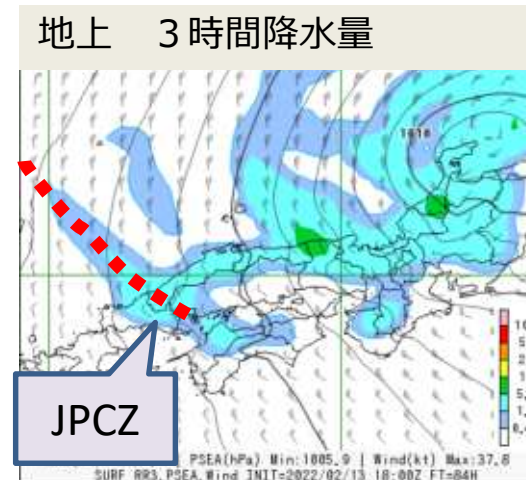 地上　３時間降水量
1010
JPCZ
PSEA(hPa) Min:1005.9 | Wind(kt) Max:37.8
SURF RR3,PSEA,Wind INIT=2022/02/13 18:00Z FT=84H